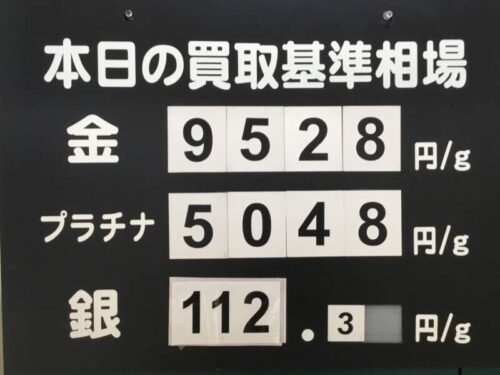 本日の買取基準相場
金 9528 円/g
プラチナ 5048 円/g
銀 112.3 円/g